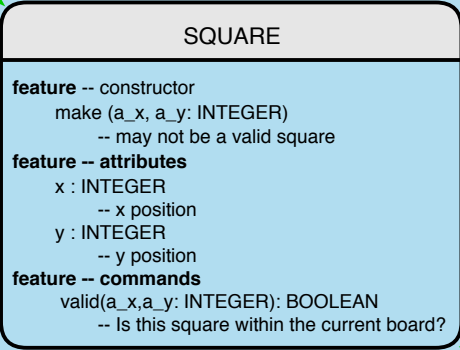 SQUARE
feature -- constructor
make (a_x, a_y: INTEGER)
-- may not be a valid square
feature -- attributes
x : INTEGER
-- x position
y : INTEGER
-- y position
feature -- commands
valid(a_x,a_y: INTEGER): BOOLEAN
-- Is this square within the current board?